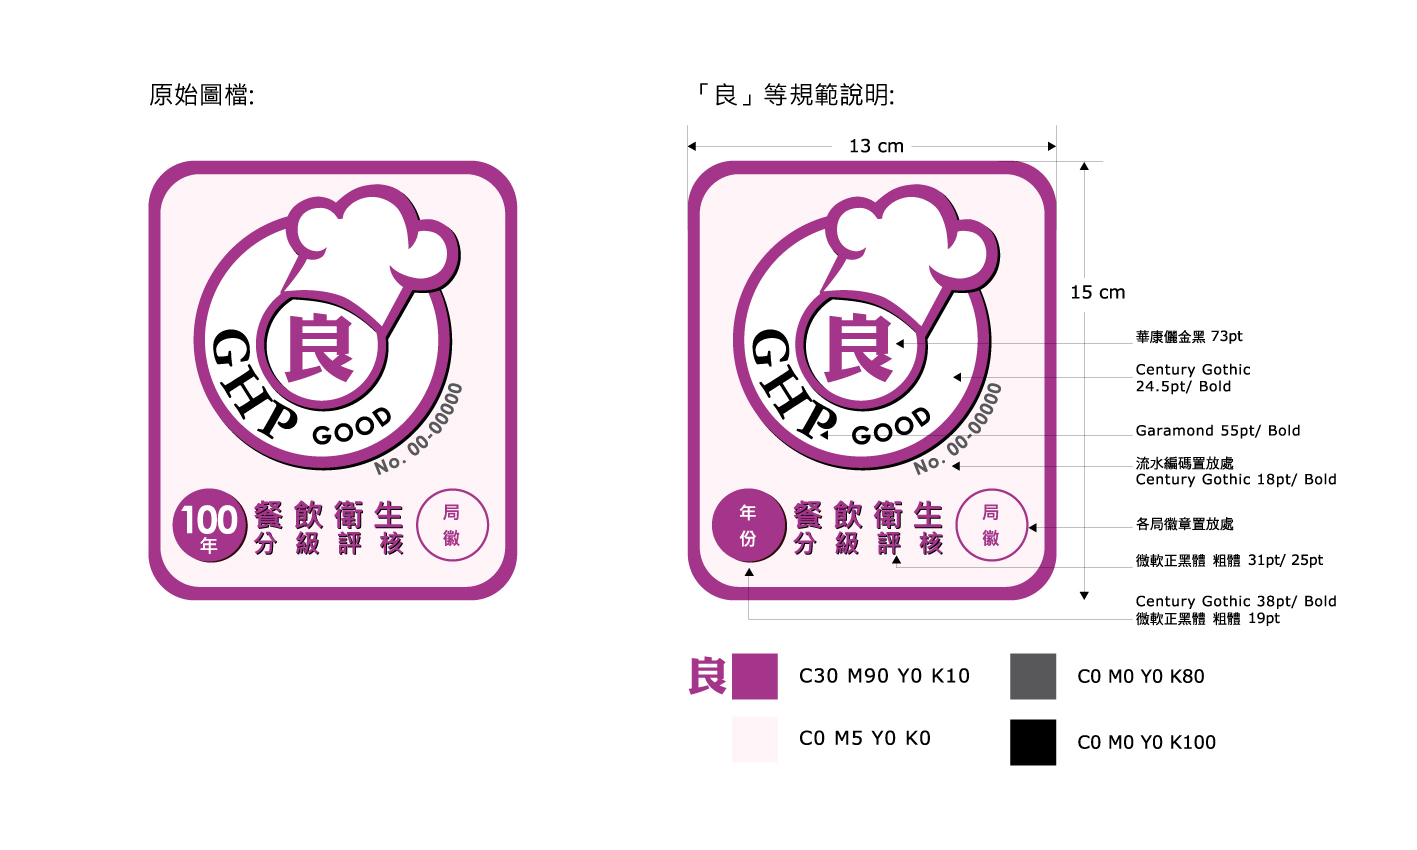 原始圖檔:
良
GHP
GOOD
No. 00-00000
100
年
餐飲衛生
分級評核
局
徽
「良」等規範說明:
13 cm
15 cm
良
GHP
GOOD
No. 00-00000
年
份
餐飲衛生
分級評核
局
徽
華康儷金黑 73pt
Century Gothic
24.5pt/ Bold
Garamond 55pt/ Bold
流水編碼置放處
Century Gothic 18pt/ Bold
各局徽章置放處
微軟正黑體 粗體 31pt/ 25pt
Century Gothic 38pt/ Bold
微軟正黑體 粗體 19pt
良
C30 M90 Y0 K10
C0 M0 Y0 K80
C0 M5 Y0 K0
C0 M0 Y0 K100